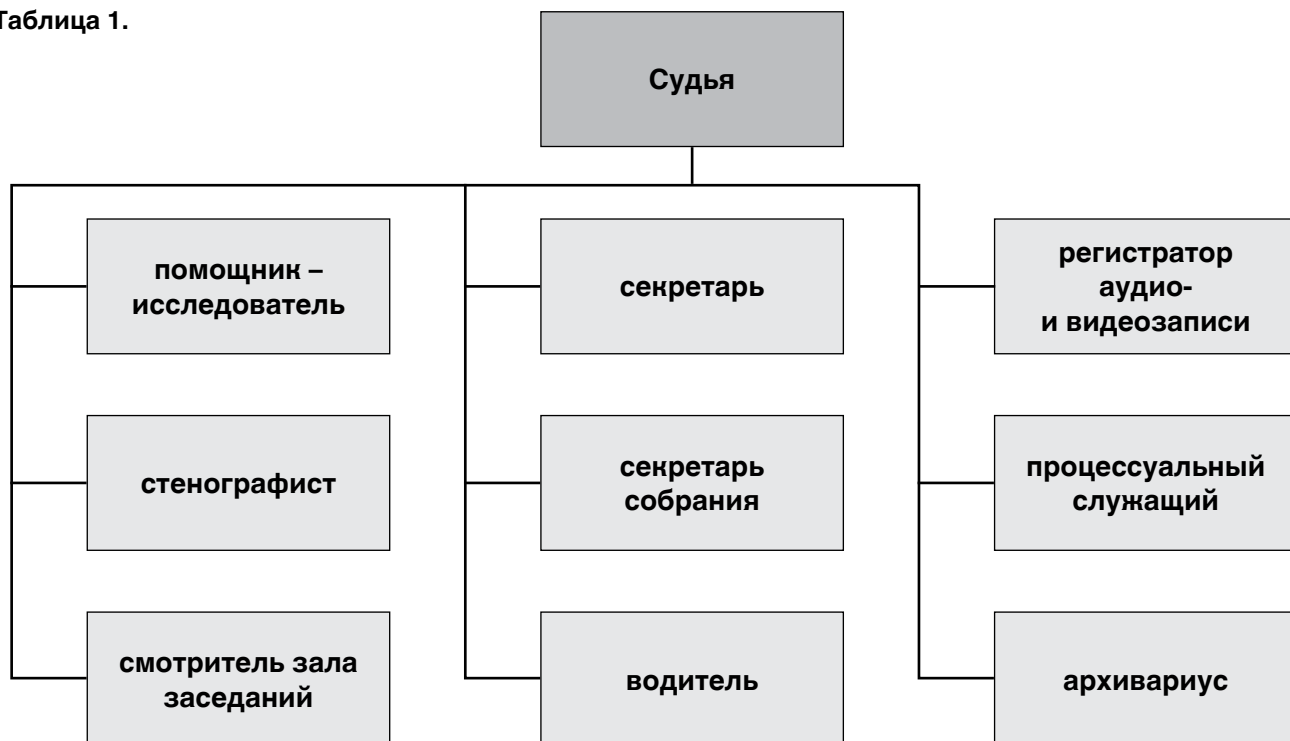 Таблица 1.
Судья
помощник –
исследователь
секретарь
регистратор
аудио-
и видеозаписи
стенографист
секретарь
собрания
процессуальный
служащий
смотритель зала
заседаний
водитель
архивариус